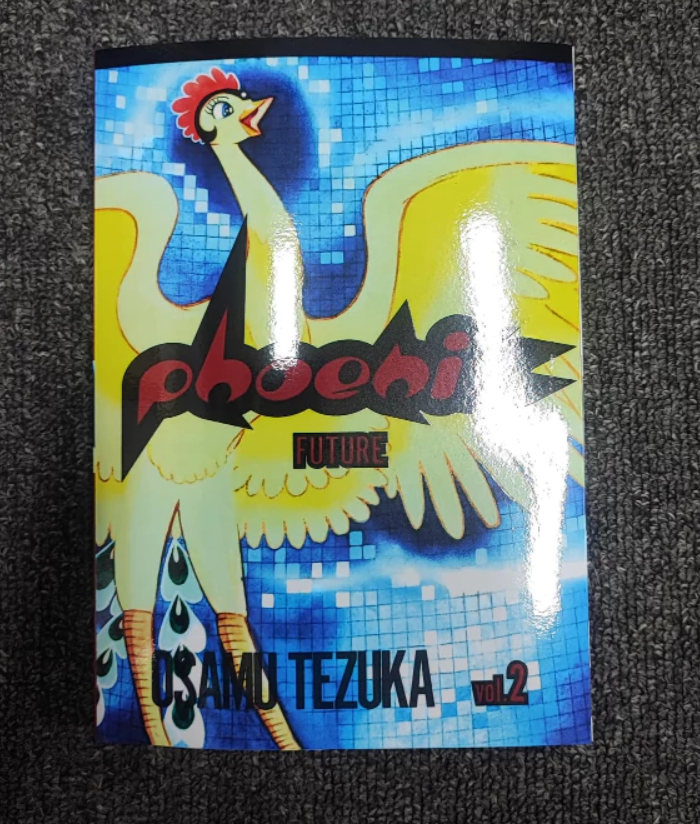 phoeni
FUTURE
OSAMU TEZUKA
vol.2